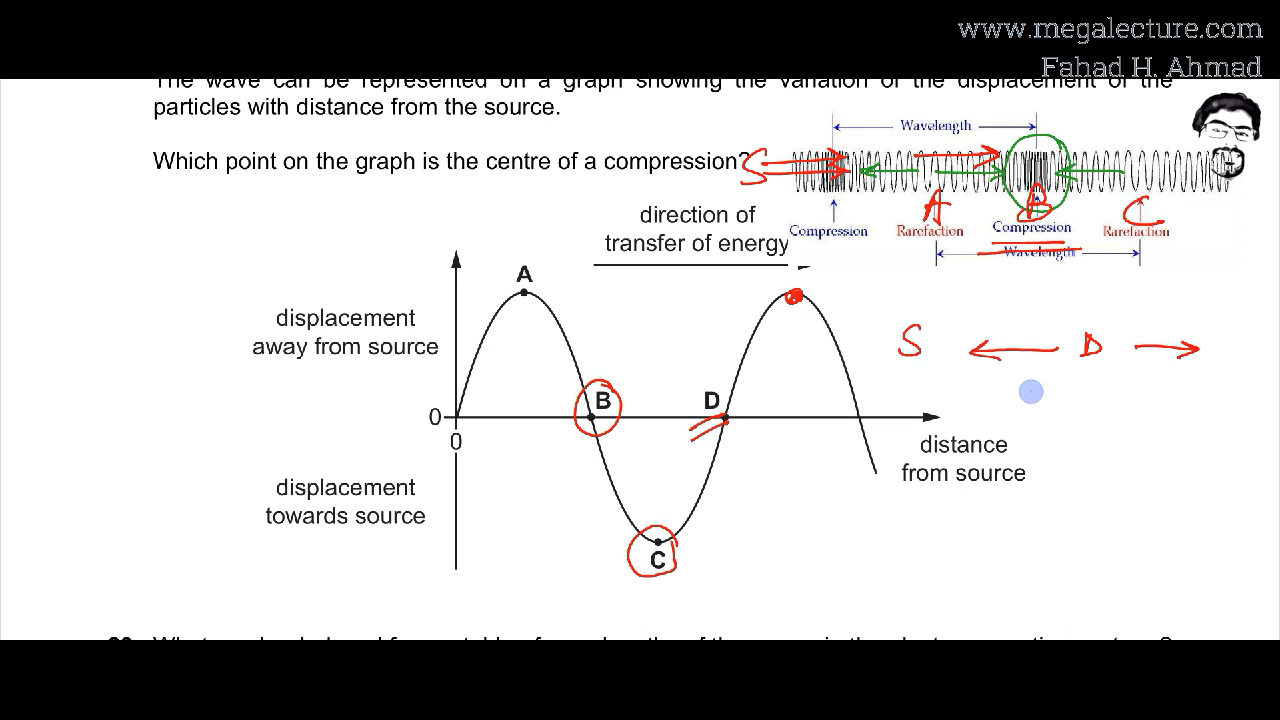 www.megalecture.com
Fahad H. Ahmad
The wave can be represented on a graph showing the variation of the displacement of the
particles with distance from the source.
Wavelength
Which point on the graph is the centre of a compression?
S
A
B
C
Compression
Rarefaction
Compression
Rarefaction
Wavelength
direction of
transfer of energy
A
displacement
away from source
S
D
B
D
0
0
distance
from source
displacement
towards source
C